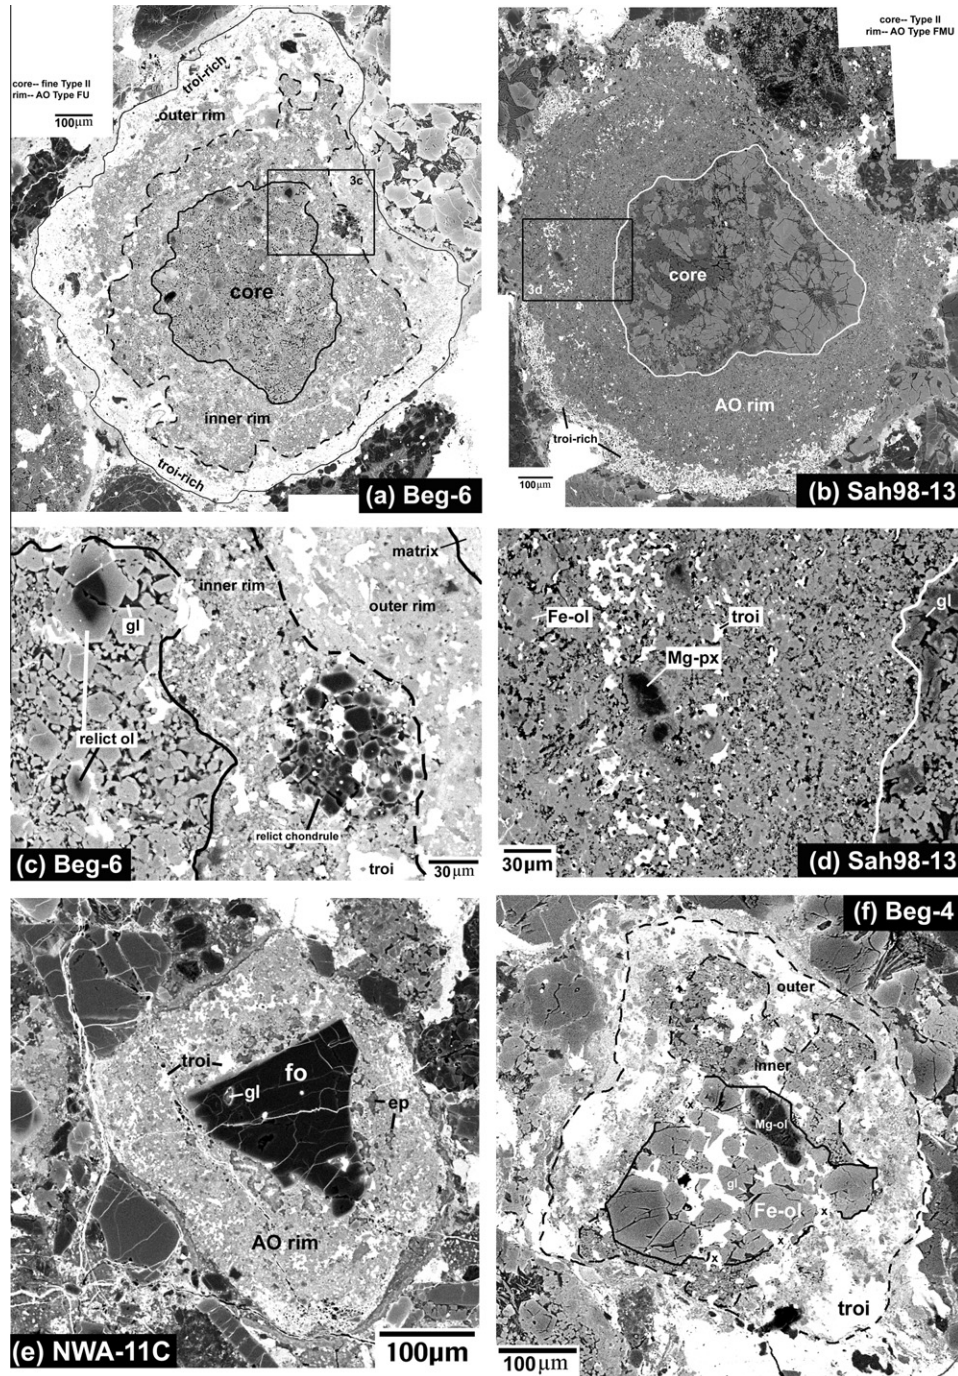 core-- fine Type II
rim-- AO Type FU
100µm
troi-rich
outer rim
3c
core
inner rim
troi-rich
(a) Beg-6
core-- Type II
rim-- AO Type FMU
core
3d
AO rim
troi-rich
100µm
(b) Sah98-13
matrix
inner rim
outer rim
gl
relict ol
relict chondrule
troi
30µm
(c) Beg-6
gl
Fe-ol
troi
Mg-px
30µm
(d) Sah98-13
troi
fo
gl
ep
AO rim
100µm
(e) NWA-11C
(f) Beg-4
outer
inner
x
x
Mg-ol
gl
Fe-ol
x
x
x
troi
100µm